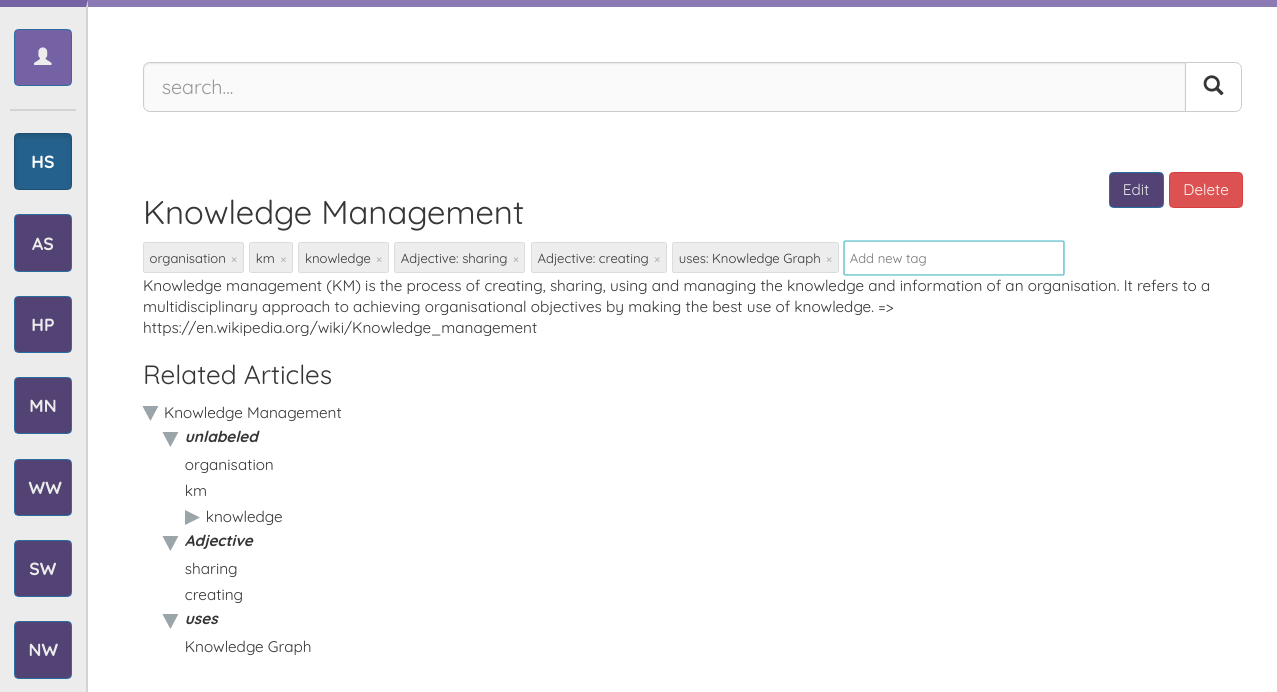 search...
HS
Edit Delete
Knowledge Management
AS
organisation × km × knowledge × Adjective: sharing × Adjective: creating × uses: Knowledge Graph × Add new tag
Knowledge management (KM) is the process of creating, sharing, using and managing the knowledge and information of an organisation. It refers to a
multidisciplinary approach to achieving organisational objectives by making the best use of knowledge. =>
https://en.wikipedia.org/wiki/Knowledge_management
HP
Related Articles
MN
Knowledge Management
unlabeled
organisation
WW
km
knowledge
Adjective
SW
sharing
creating
uses
NW
Knowledge Graph